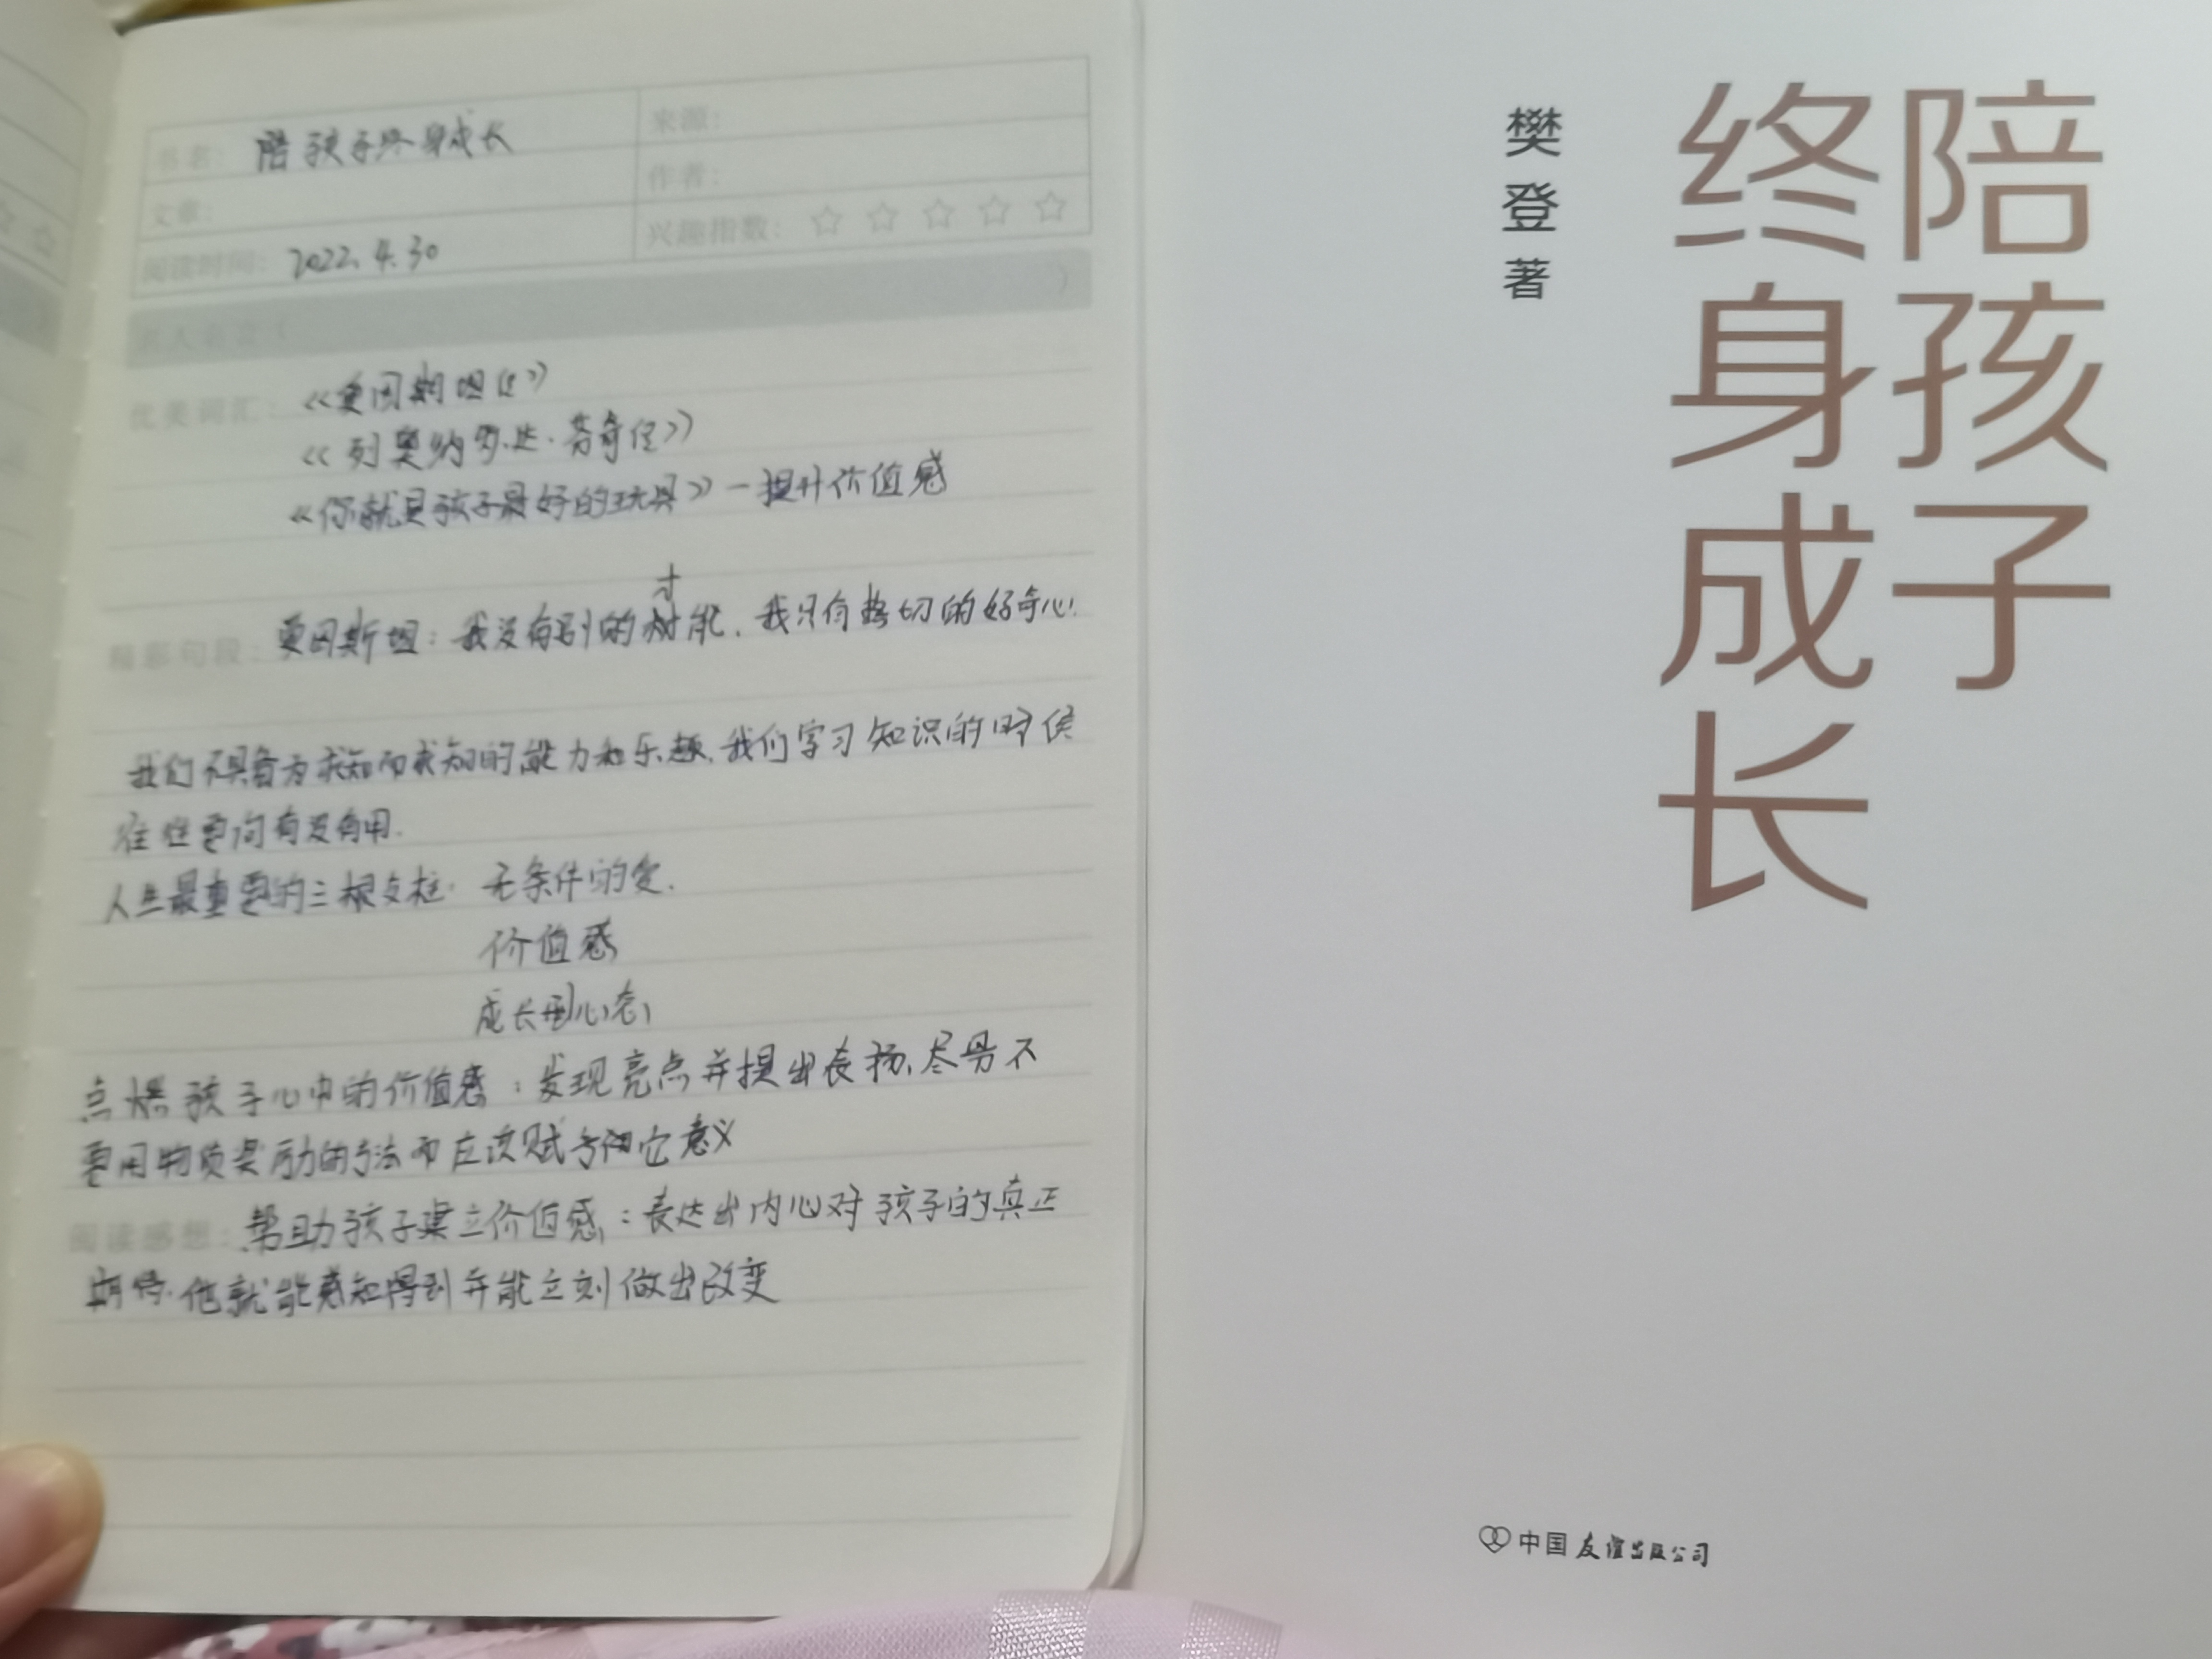 书名：陪孩子终身成长
来源：
文章：
作者：
阅读时间：2022.4.30
兴趣指数：☆ ☆ ☆ ☆ ☆
名人名言（ ）
优美词汇：《爱因斯坦传》
《列奥纳多·达·芬奇传》
《你就是孩子最好的玩具》—提升价值感
才
精彩句段：爱因斯坦：我没有别的能，我只有热切的好奇心！
我们不具备为求知而求知的能力和乐趣，我们学习知识的时候
往往要问有没有用．
人生最重要的三根支柱：无条件的爱．
价值感
成长型心态
点燃孩子心中的价值感：发现亮点并提出表扬，尽量不
要用物质奖励的方法而应该赋予它意义
阅读感想：帮助孩子建立价值感：表达出内心对孩子的真正
期待．他就能感知得到并能立刻做出改变
陪孩子
终身成长
樊登 著
中国友谊出版公司